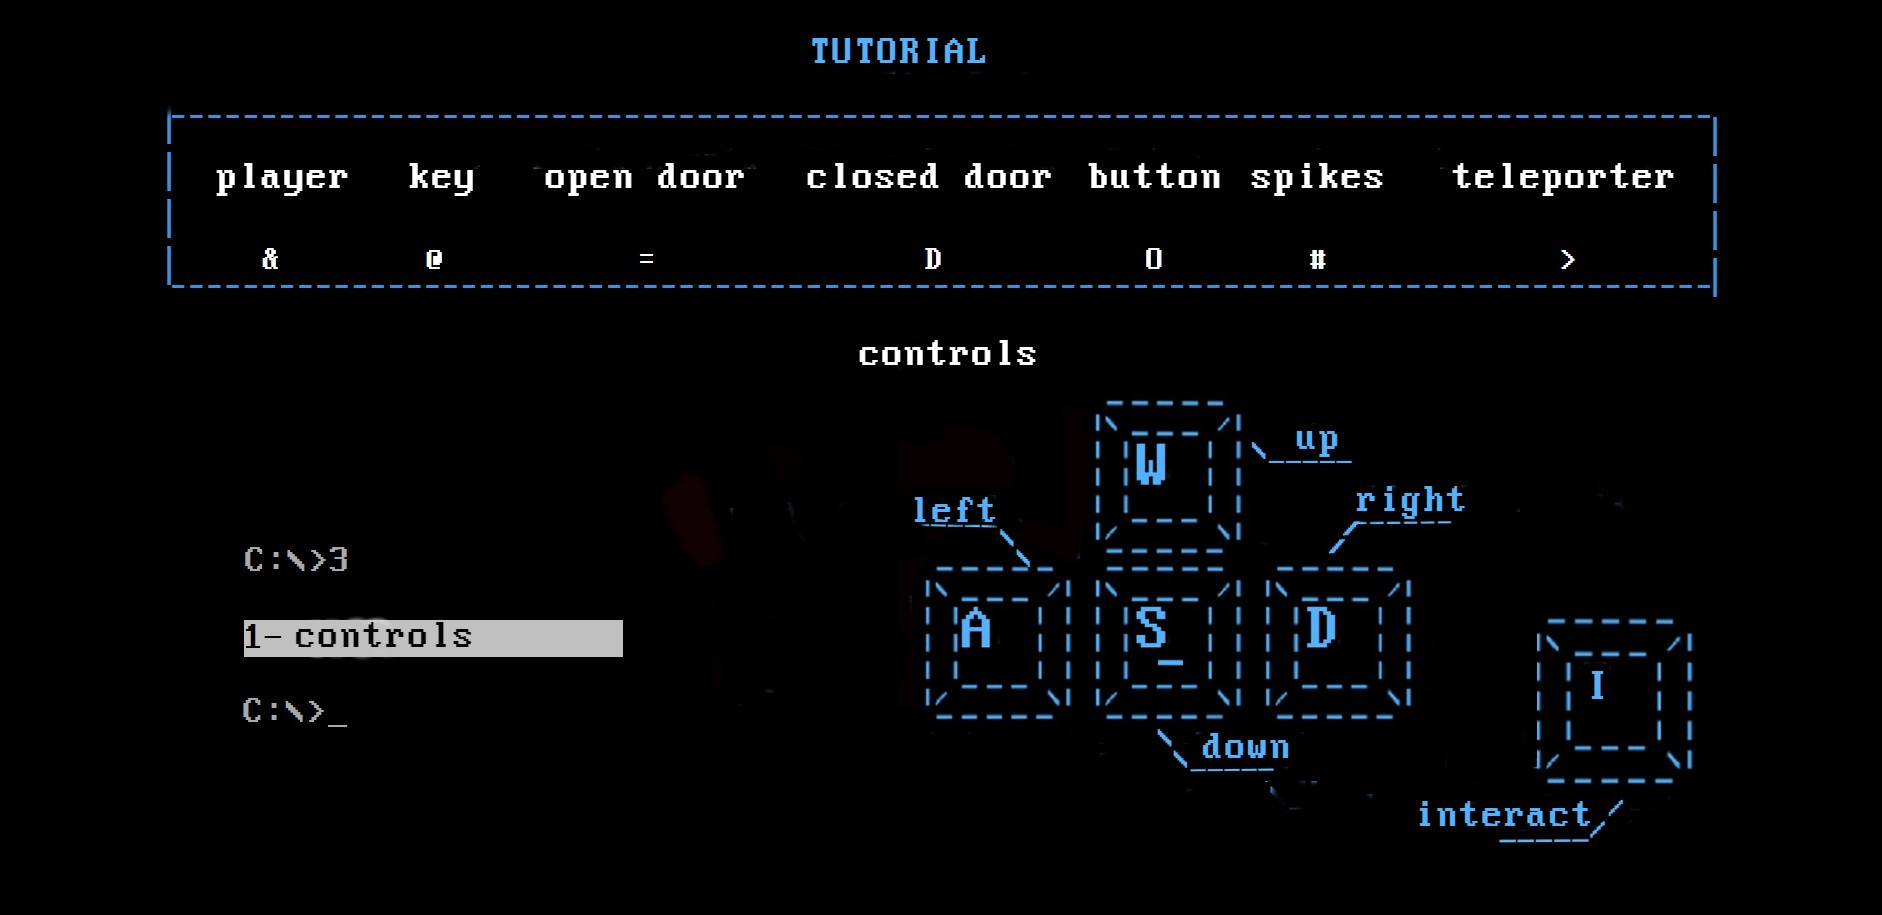 TUTORIAL
player key open door closed door button spikes teleporter
& @ = D O # >
controls
W
up
left
right
A
S
D
I
down
interact
C:\>3
1- controls
C:\>_